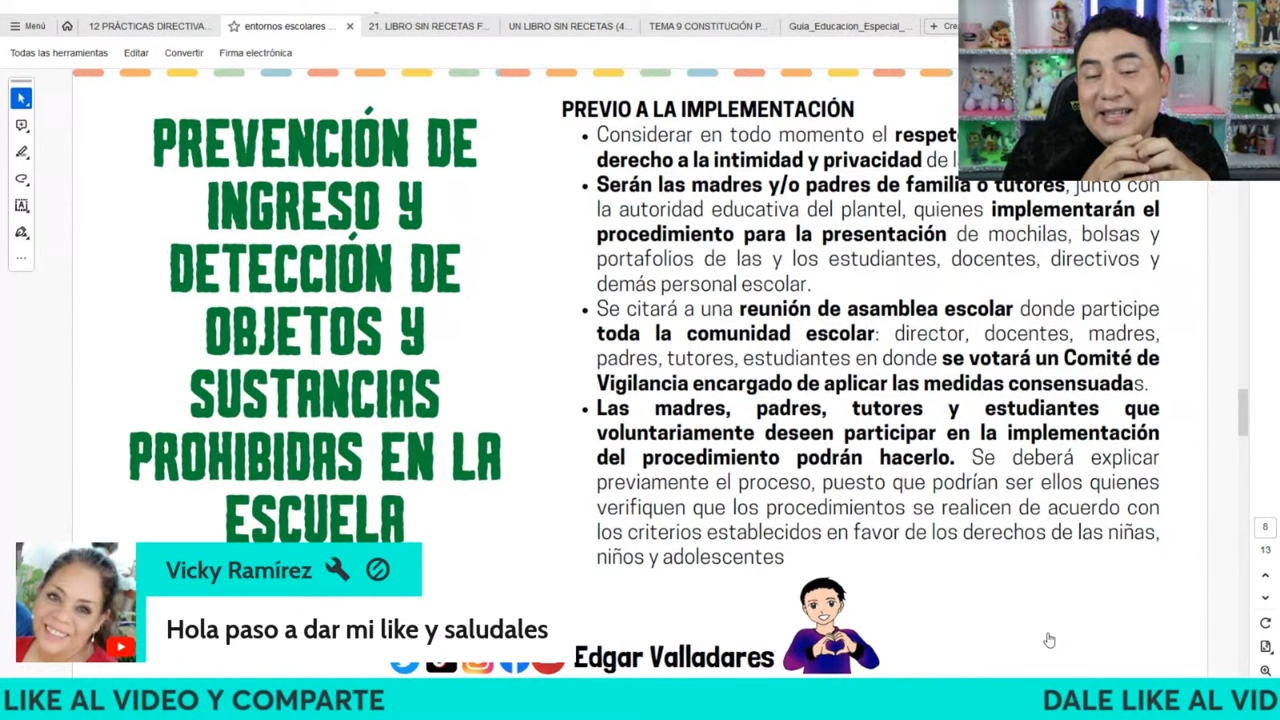 Menú
12 PRÁCTICAS DIRECTIVA...
entornos escolares ...
21. LIBRO SIN RECETAS F...
UN LIBRO SIN RECETAS (4...
TEMA 9 CONSTITUCIÓN P...
Guia_Educacion_Especial_...
Todas las herramientas
Editar
Convertir
Firma electrónica
PREVENCIÓN DE
INGRESO Y
DETECCIÓN DE
OBJETOS Y
SUSTANCIAS
PROHIBIDAS EN LA
ESCUELA
PREVIO A LA IMPLEMENTACIÓN
Considerar en todo momento el
derecho a la intimidad y privacidad de
Serán las madres y/o padres de familia o tutores, junto con
la autoridad educativa del plantel, quienes implementarán el
procedimiento para la presentación de mochilas, bolsas y
portafolios de las y los estudiantes, docentes, directivos y
demás personal escolar.
Se citará a una reunión de asamblea escolar donde participe
toda la comunidad escolar: director, docentes, madres,
padres, tutores, estudiantes en donde se votará un Comité de
Vigilancia encargado de aplicar las medidas consensuadas.
Las madres, padres, tutores y estudiantes que
voluntariamente deseen participar en la implementación
del procedimiento podrán hacerlo. Se deberá explicar
previamente el proceso, puesto que podrían ser ellos quienes
verifiquen que los procedimientos se realicen de acuerdo con
los criterios establecidos en favor de los derechos de las niñas,
niños y adolescentes
8
13
Vicky Ramírez
Hola paso a dar mi like y saludales
Edgar Valladares
LIKE AL VIDEO Y COMPARTE
DALE LIKE AL VID